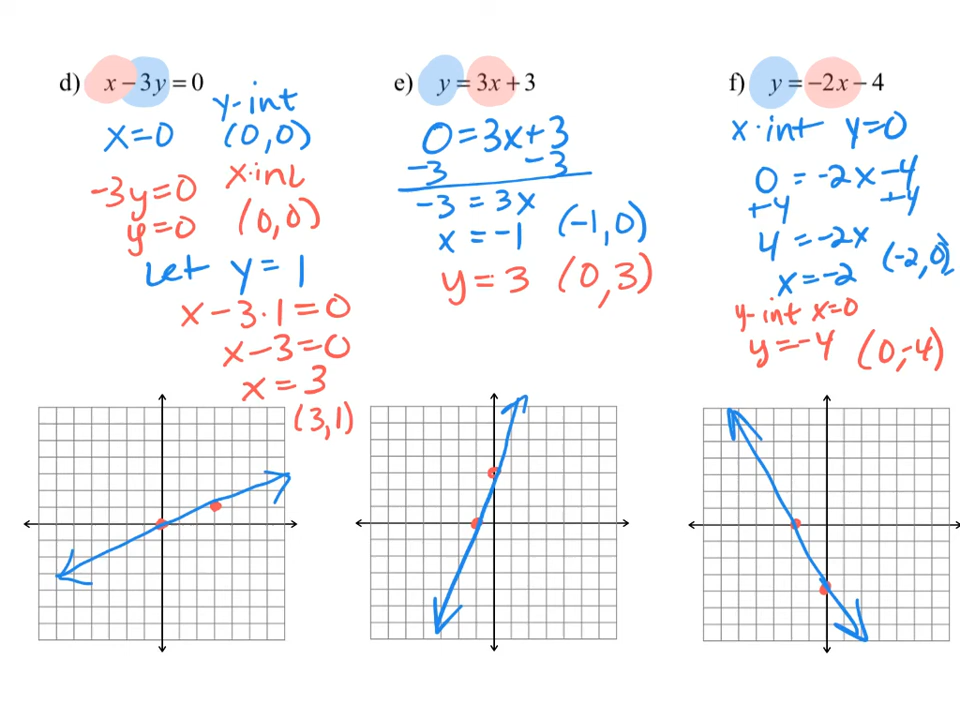 d) x − 3y = 0
y-int
x=0 (0,0)
x-int
-3y=0
y=0 (0,0)
Let y = 1
x - 3·1 = 0
x - 3 = 0
x = 3
(3,1)
e) y = 3x + 3
0 = 3x + 3
-3 -3
-3 = 3x
x = -1 (-1,0)
y = 3 (0,3)
f) y = −2x − 4
x-int y=0
0 = -2x - 4
+4 +4
4 = -2x
x = -2 (-2,0)
y-int x=0
y = -4 (0,-4)